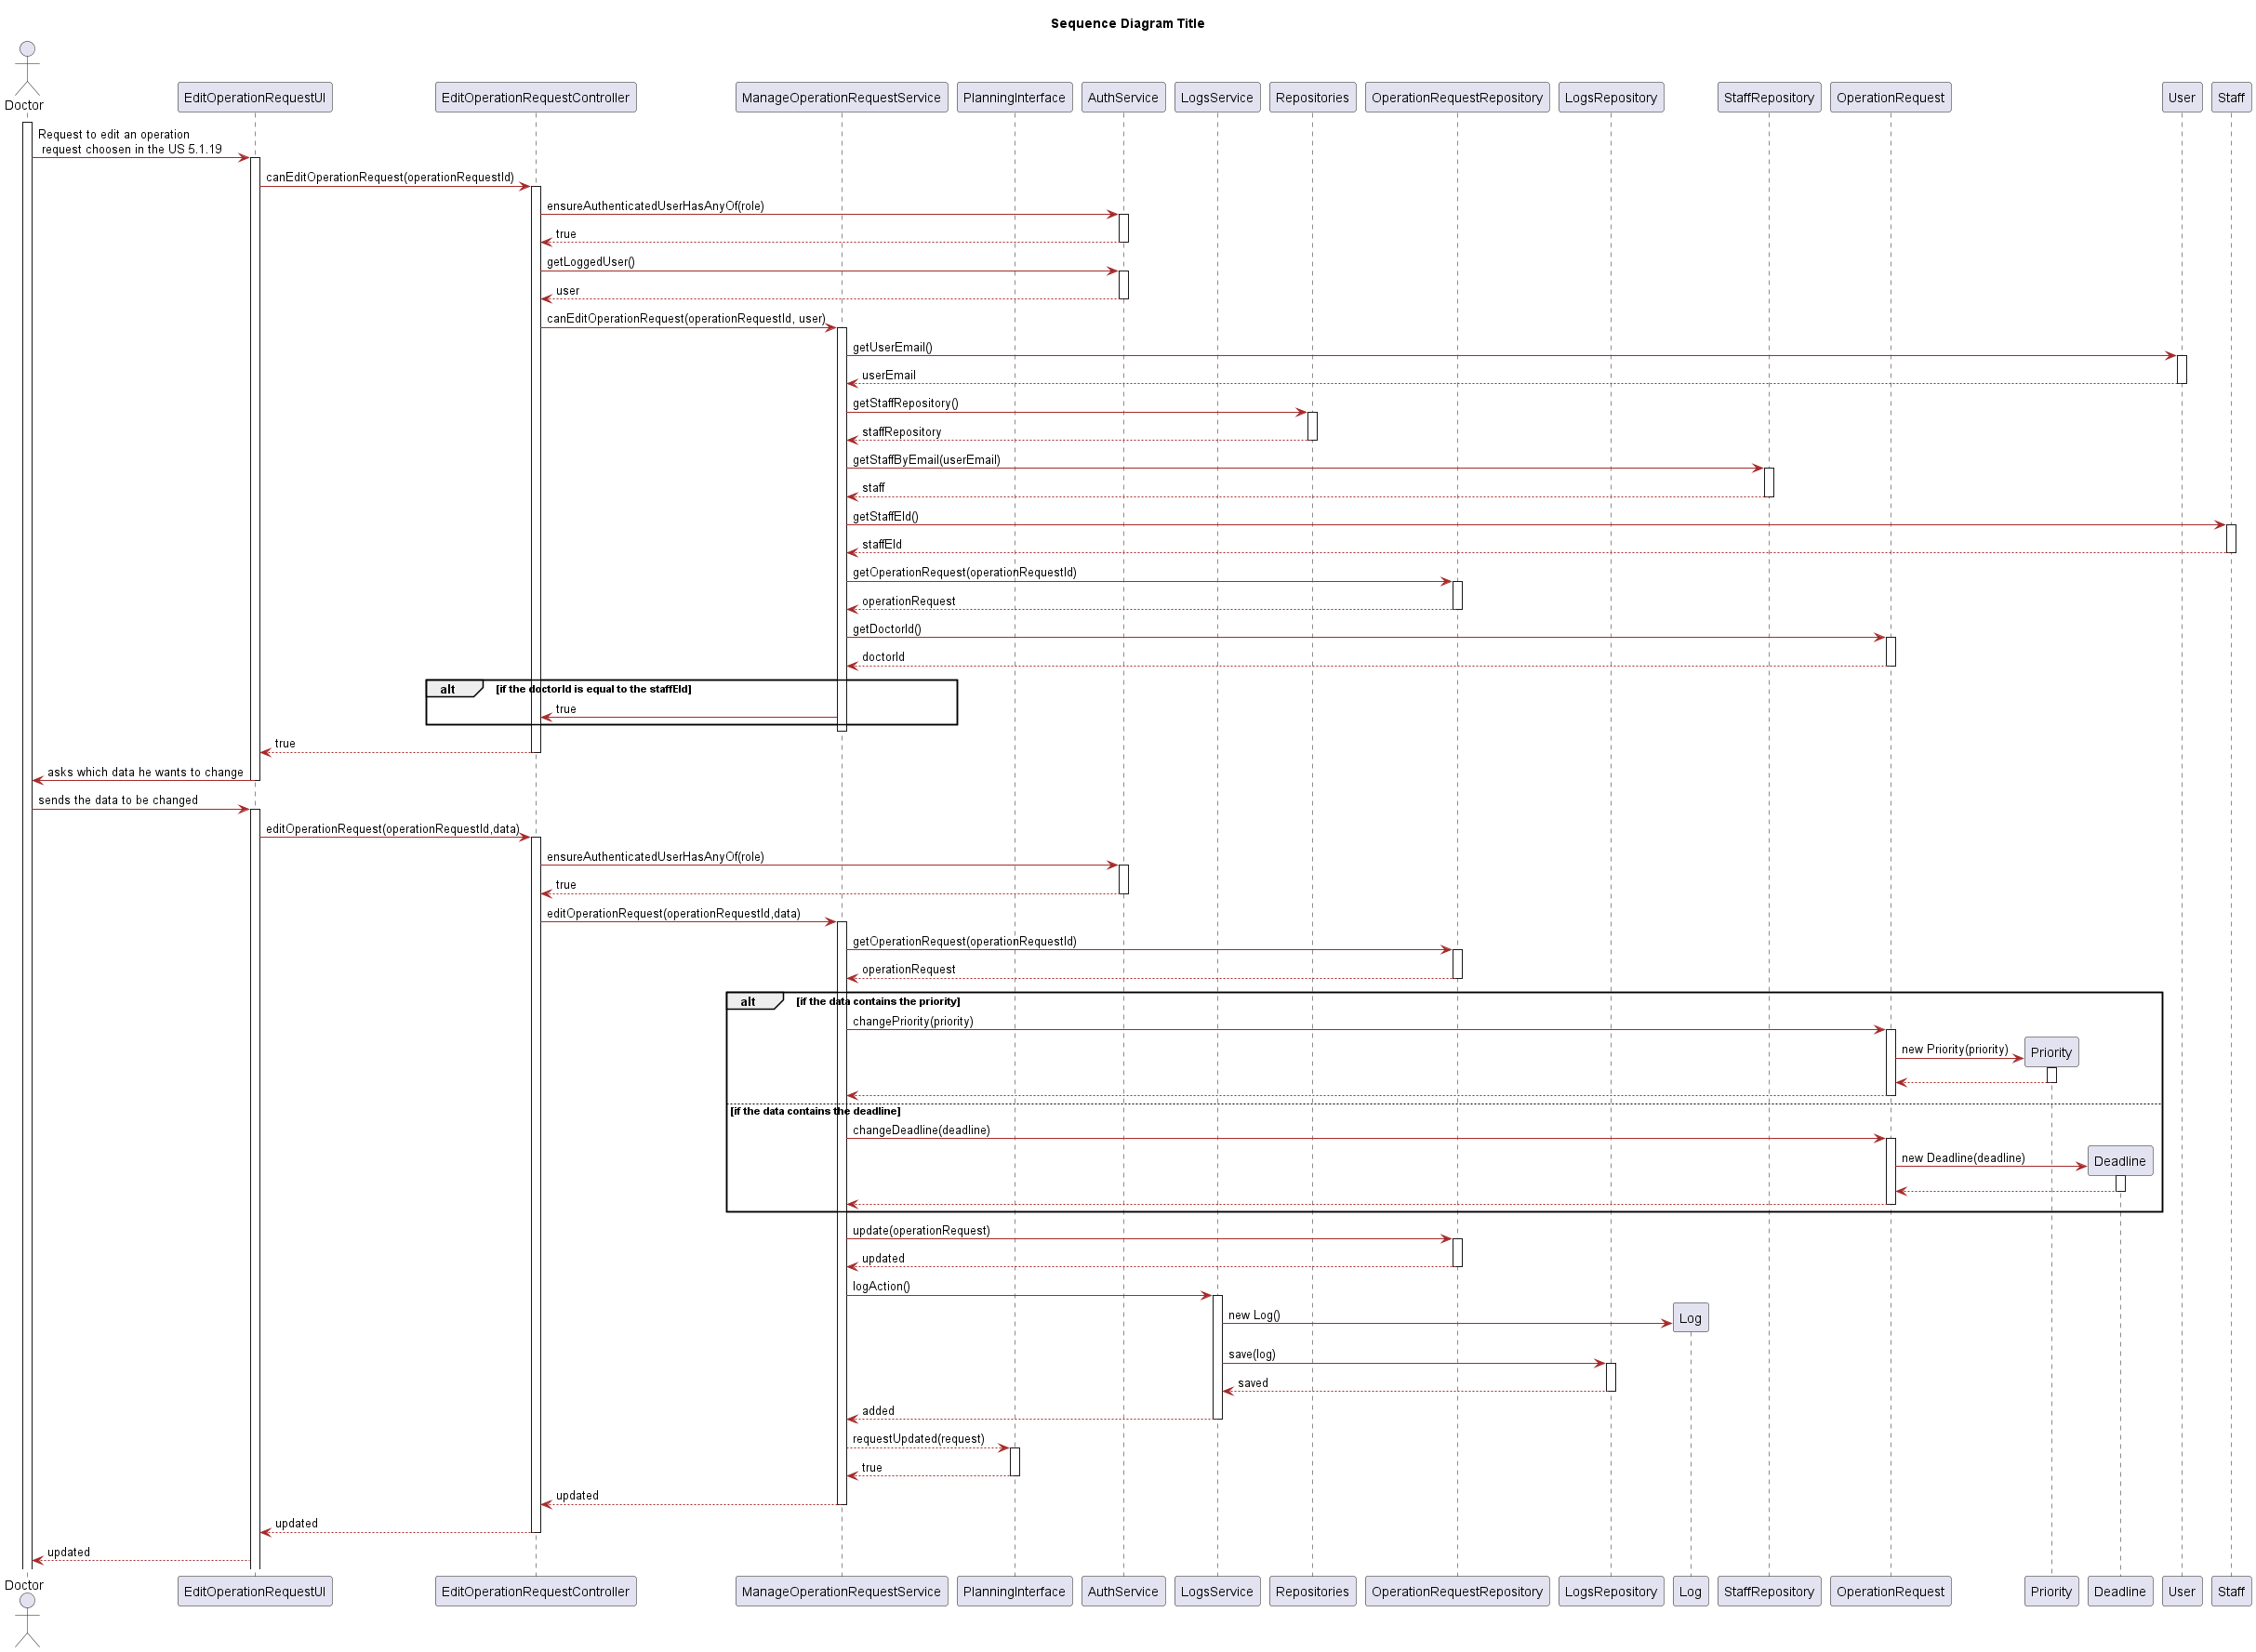 Sequence Diagram Title
Doctor
EditOperationRequestUI
EditOperationRequestController
ManageOperationRequestService
PlanningInterface
AuthService
LogsService
Repositories
OperationRequestRepository
LogsRepository
StaffRepository
OperationRequest
User
Staff
Request to edit an operation
request choosen in the US 5.1.19
canEditOperationRequest(operationRequestId)
ensureAuthenticatedUserHasAnyOf(role)
true
getLoggedUser()
user
canEditOperationRequest(operationRequestId, user)
getUserEmail()
userEmail
getStaffRepository()
staffRepository
getStaffByEmail(userEmail)
staff
getStaffEId()
staffEId
getOperationRequest(operationRequestId)
operationRequest
getDoctorId()
doctorId
alt
[if the doctorId is equal to the staffEId]
true
true
asks which data he wants to change
sends the data to be changed
editOperationRequest(operationRequestId,data)
ensureAuthenticatedUserHasAnyOf(role)
true
editOperationRequest(operationRequestId,data)
getOperationRequest(operationRequestId)
operationRequest
alt
[if the data contains the priority]
changePriority(priority)
new Priority(priority)
Priority
[if the data contains the deadline]
changeDeadline(deadline)
new Deadline(deadline)
Deadline
update(operationRequest)
updated
logAction()
new Log()
Log
save(log)
saved
added
requestUpdated(request)
true
updated
updated
updated
Doctor
EditOperationRequestUI
EditOperationRequestController
ManageOperationRequestService
PlanningInterface
AuthService
LogsService
Repositories
OperationRequestRepository
LogsRepository
Log
StaffRepository
OperationRequest
Priority
Deadline
User
Staff